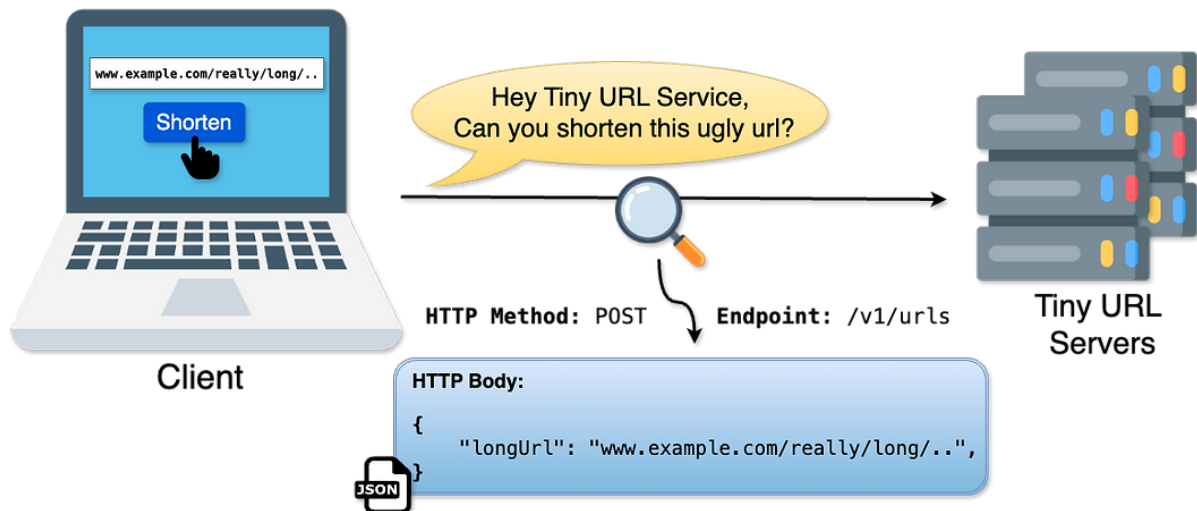 www.example.com/really/long/..
Shorten
Hey Tiny URL Service,
Can you shorten this ugly url?
HTTP Method: POST
Endpoint: /v1/urls
Client
Tiny URL
Servers
HTTP Body:
{
"longUrl": "www.example.com/really/long/..",
}
JSON